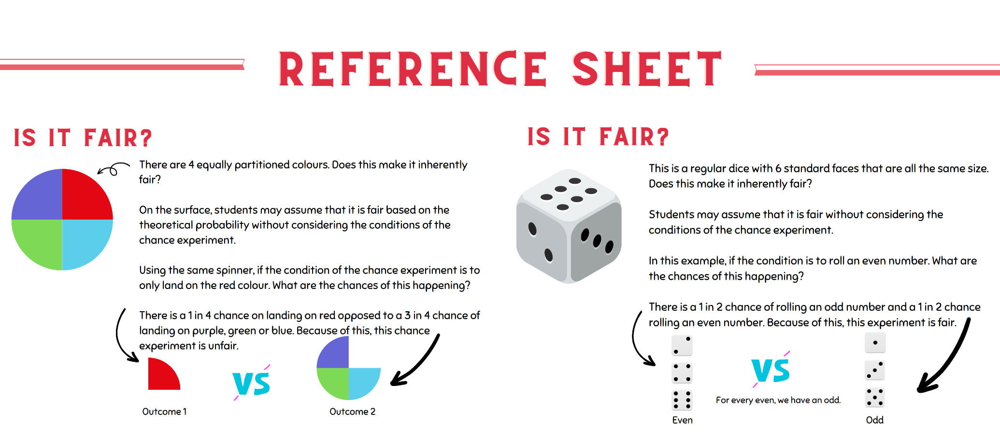 REFERENCE SHEET
IS IT FAIR?
There are 4 equally partitioned colours. Does this make it inherently
fair?
On the surface, students may assume that it is fair based on the
theoretical probability without considering the conditions of the
chance experiment.
Using the same spinner, if the condition of the chance experiment is to
only land on the red colour. What are the chances of this happening?
There is a 1 in 4 chance on landing on red opposed to a 3 in 4 chance of
landing on purple, green or blue. Because of this, this chance
experiment is unfair.
VS
Outcome 1
Outcome 2
IS IT FAIR?
This is a regular dice with 6 standard faces that are all the same size.
Does this make it inherently fair?
Students may assume that it is fair without considering the
conditions of the chance experiment.
In this example, if the condition is to roll an even number. What are
the chances of this happening?
There is a 1 in 2 chance of rolling an odd number and a 1 in 2 chance
rolling an even number. Because of this, this experiment is fair.
VS
For every even, we have an odd.
Even
Odd